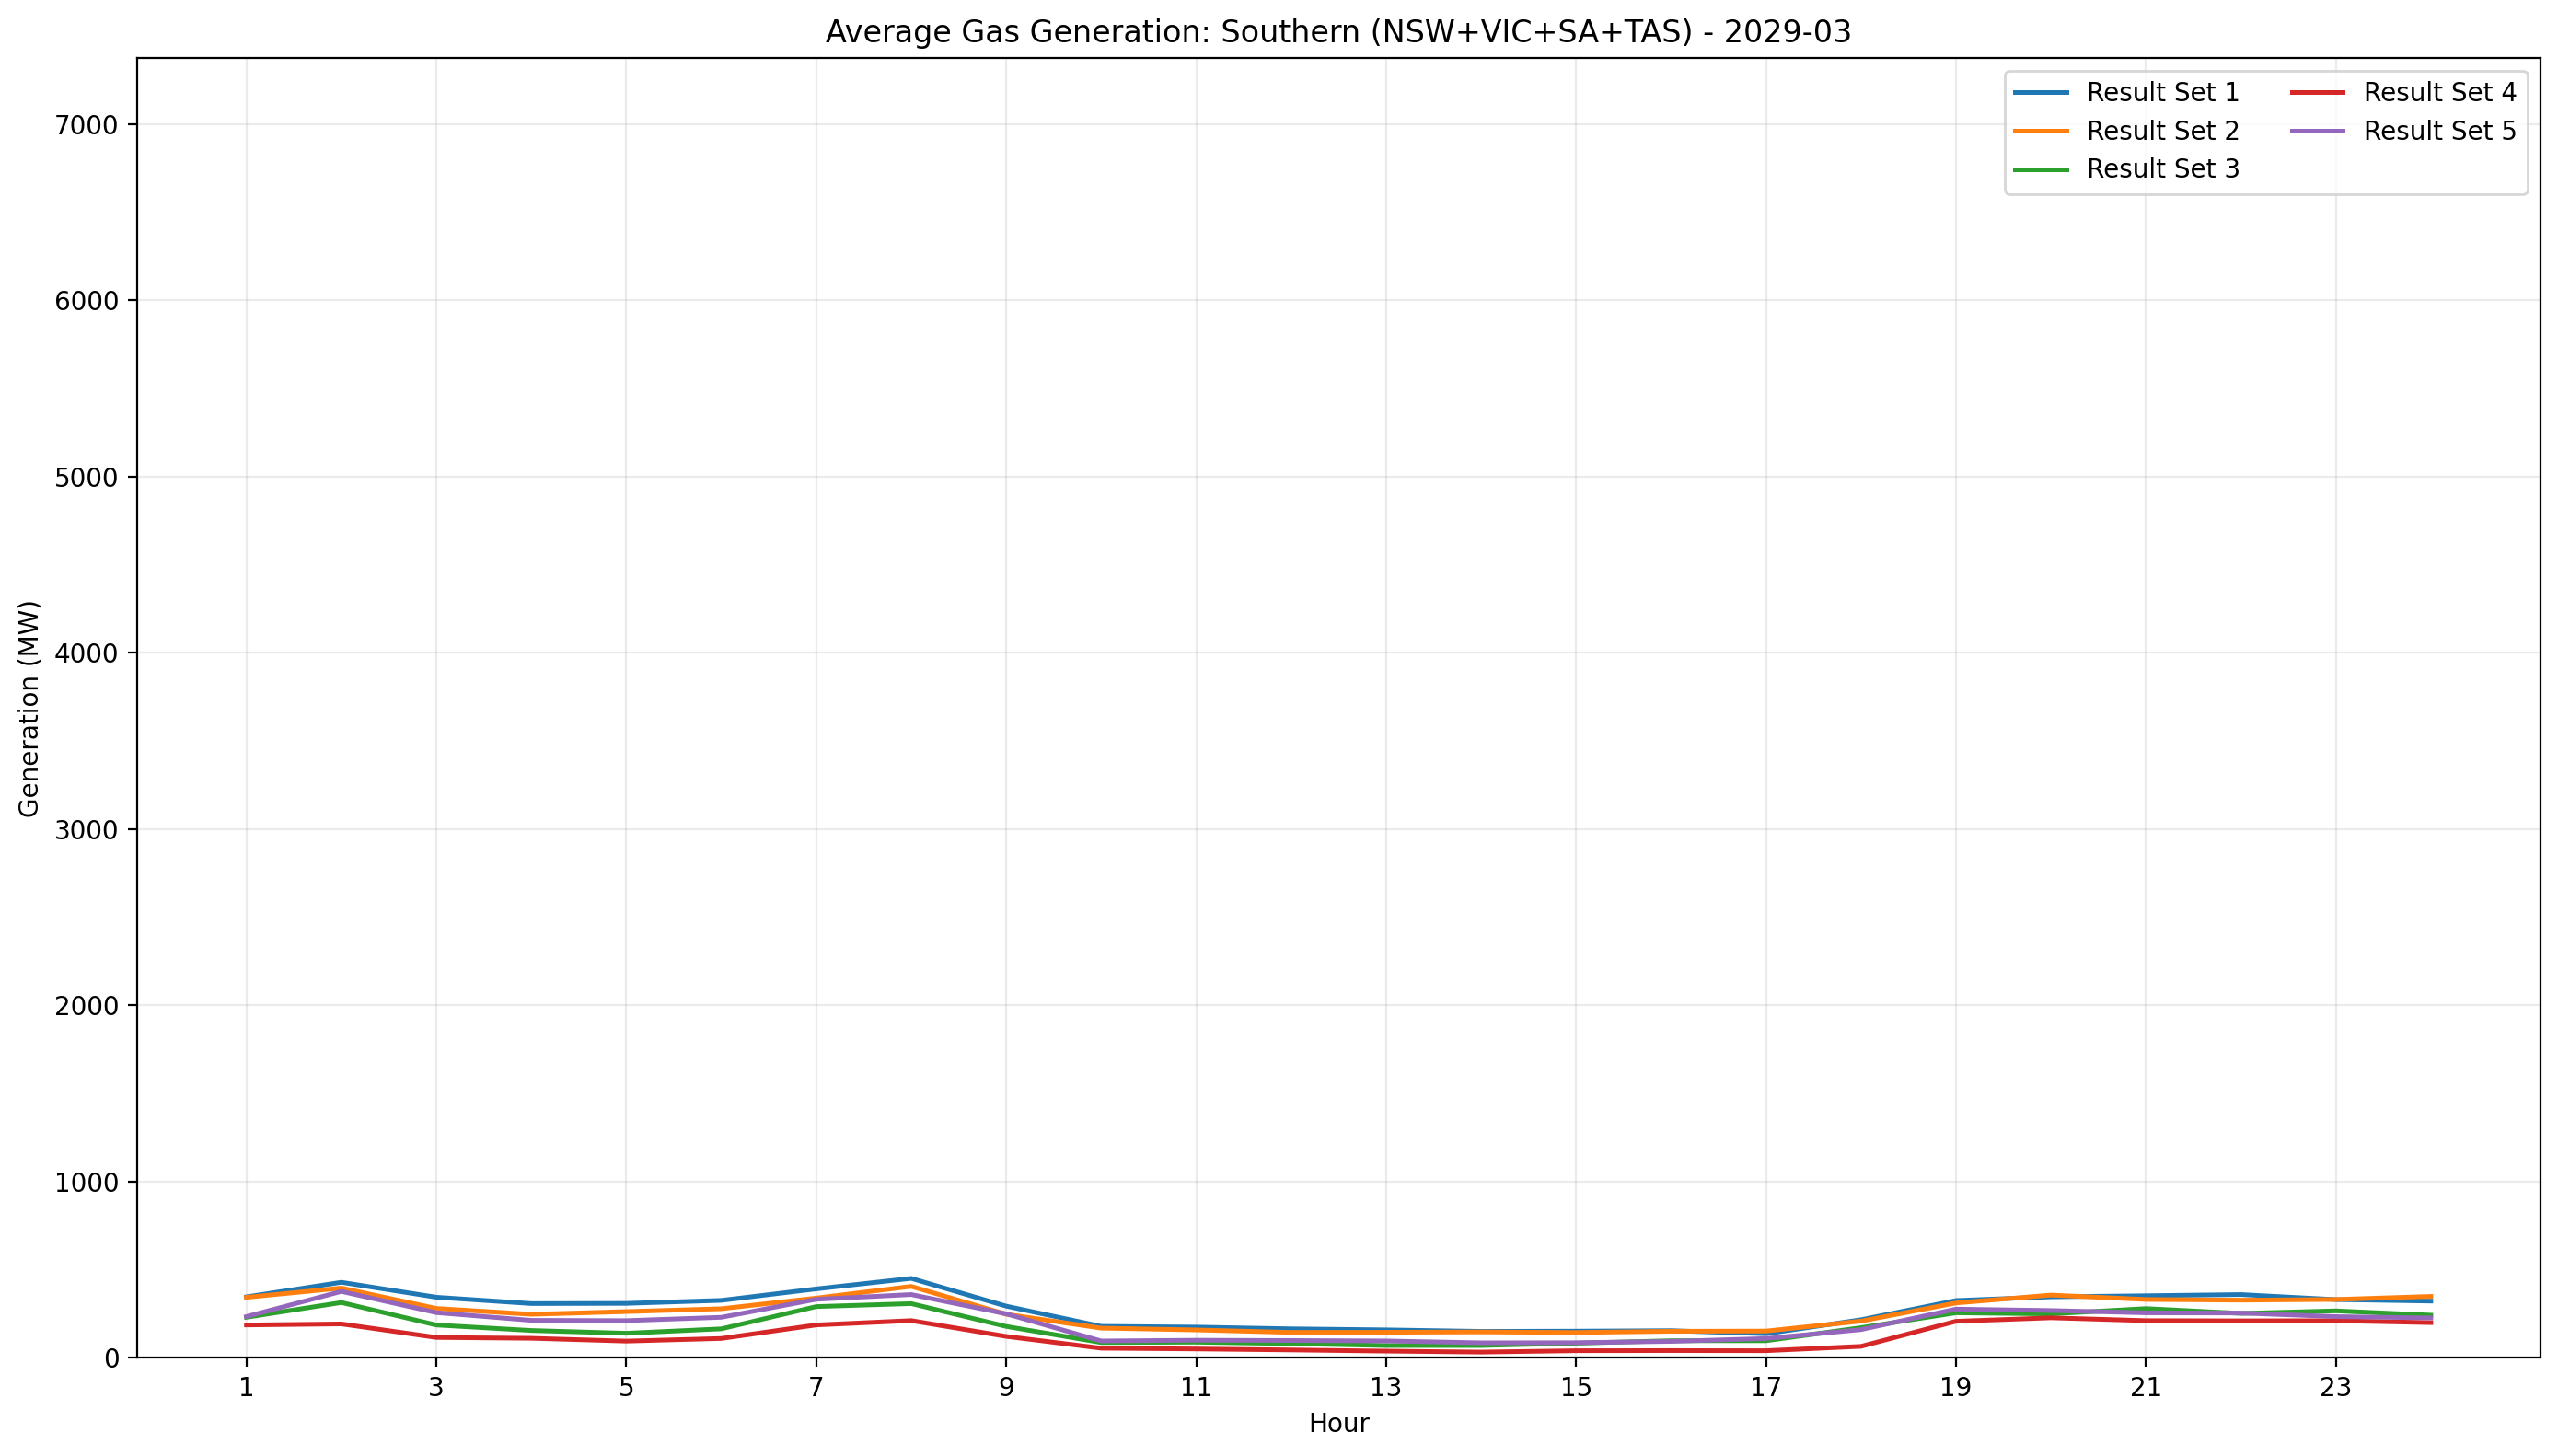 Average Gas Generation: Southern (NSW+VIC+SA+TAS) - 2029-03
Result Set 1
Result Set 2
Result Set 3
Result Set 4
Result Set 5
Generation (MW)
7000
6000
5000
4000
3000
2000
1000
0
1 3 5 7 9 11 13 15 17 19 21 23
Hour